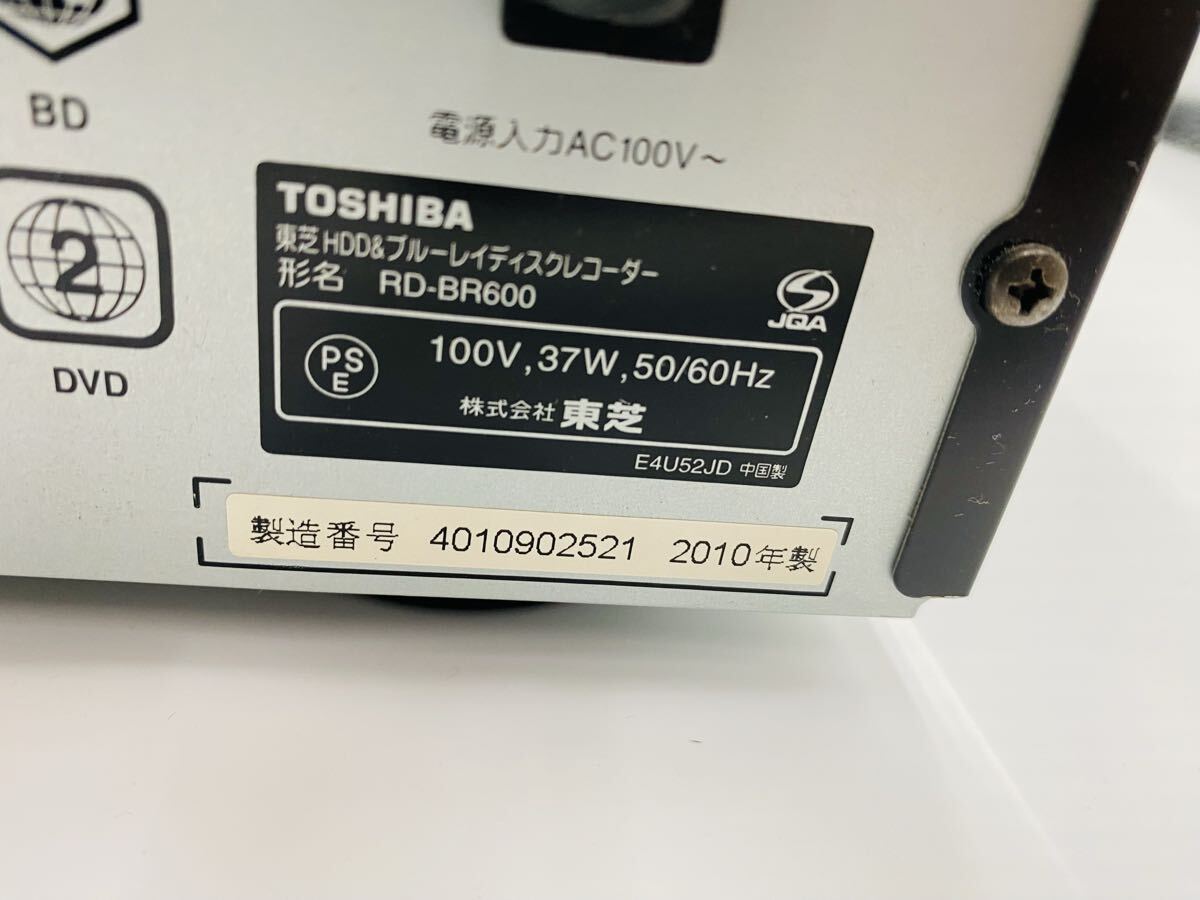 BD
電源入力AC100V～
2
DVD
TOSHIBA
東芝HDD&ブルーレイディスクレコーダー
形名 RD-BR600
JQA
PS
E
100V,37W,50/60Hz
株式会社 東芝
E4U52JD 中国製
製造番号 4010902521 2010年製